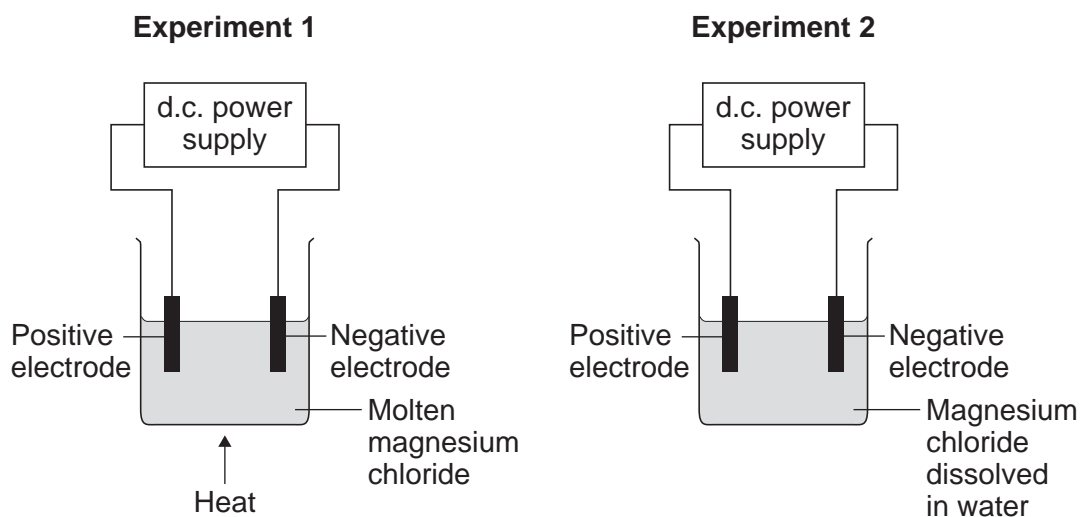 Experiment 1
d.c. power
supply
Positive
electrode
Negative
electrode
Molten
magnesium
chloride
Heat
Experiment 2
d.c. power
supply
Positive
electrode
Negative
electrode
Magnesium
chloride
dissolved
in water